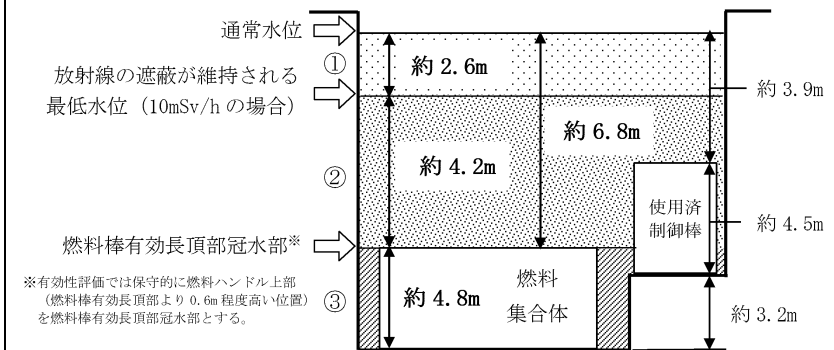 通常水位
①
約2.6m
放射線の遮蔽が維持される
最低水位（10mSv/hの場合）
約3.9m
約6.8m
約4.2m
②
使用済
制御棒
約4.5m
燃料棒有効長頂部冠水部※
※有効性評価では保守的に燃料ハンドル上部
（燃料棒有効長頂部より0.6m程度高い位置）
を燃料棒有効長頂部冠水部とする。
③
約4.8m
燃料
集合体
約3.2m